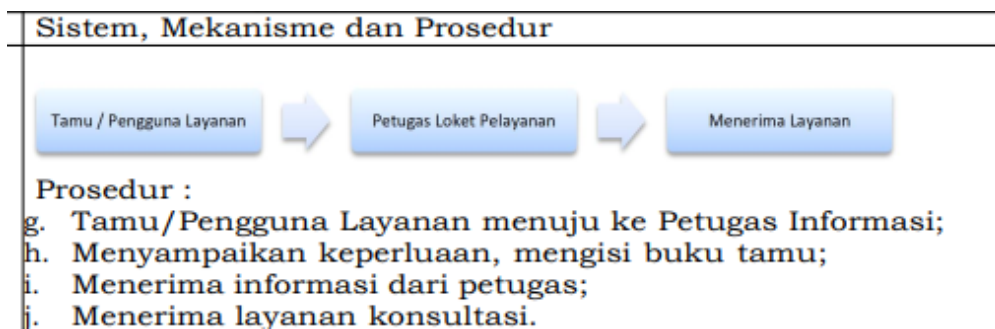 Sistem, Mekanisme dan Prosedur
Tamu / Pengguna Layanan
Petugas Loket Pelayanan
Menerima Layanan
Prosedur :
g. Tamu/Pengguna Layanan menuju ke Petugas Informasi;
h. Menyampaikan keperluaan, mengisi buku tamu;
i. Menerima informasi dari petugas;
j. Menerima layanan konsultasi.